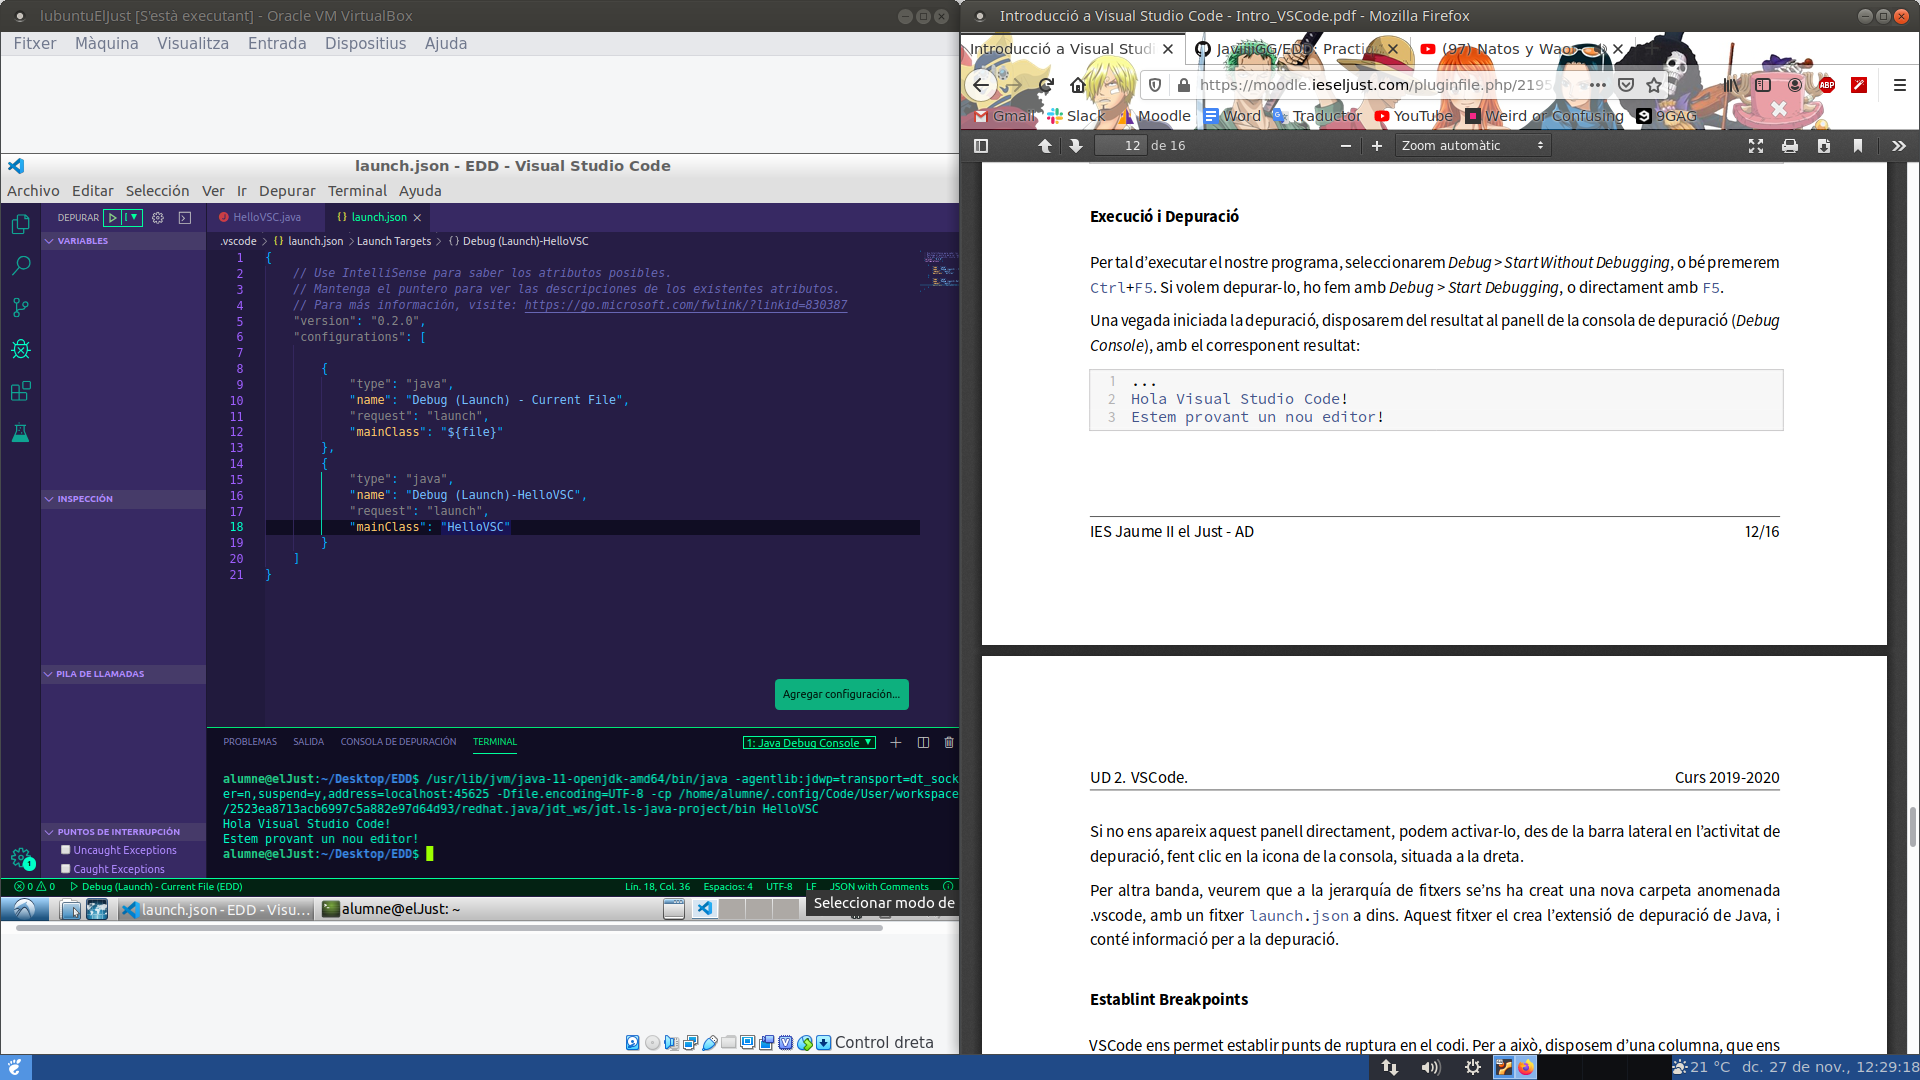 lubuntuElJust [S'està executant] - Oracle VM VirtualBox
Fitxer Màquina Visualitza Entrada Dispositius Ajuda
launch.json - EDD - Visual Studio Code
Archivo Editar Selección Ver Ir Depurar Terminal Ayuda
DEPURAR
HelloVSC.java
{} launch.json
VARIABLES
.vscode > {} launch.json > Launch Targets > {} Debug (Launch)-HelloVSC
1 {
2 // Use IntelliSense para saber los atributos posibles.
3 // Mantenga el puntero para ver las descripciones de los existentes atributos.
4 // Para más información, visite: https://go.microsoft.com/fwlink/?linkid=830387
5 "version": "0.2.0",
6 "configurations": [
7
8 {
9 "type": "java",
10 "name": "Debug (Launch) - Current File",
11 "request": "launch",
12 "mainClass": "${file}"
13 },
14 {
15 "type": "java",
16 "name": "Debug (Launch)-HelloVSC",
17 "request": "launch",
18 "mainClass": "HelloVSC"
19 }
20 ]
21 }
INSPECCIÓN
PILA DE LLAMADAS
Agregar configuración...
PUNTOS DE INTERRUPCIÓN
Uncaught Exceptions
Caught Exceptions
PROBLEMAS SALIDA CONSOLA DE DEPURACIÓN TERMINAL
1: Java Debug Console
alumne@elJust:~/Desktop/EDD$ /usr/lib/jvm/java-11-openjdk-amd64/bin/java -agentlib:jdwp=transport=dt_sock
er=n,suspend=y,address=localhost:45625 -Dfile.encoding=UTF-8 -cp /home/alumne/.config/Code/User/workspace
/2523ea8713acb6997c5a882e97d64d93/redhat.java/jdt_ws/jdt.ls-java-project/bin HelloVSC
Hola Visual Studio Code!
Estem provant un nou editor!
alumne@elJust:~/Desktop/EDD$
1
0 0 Debug (Launch) - Current File (EDD)
Lín. 18, Col. 36 Espacios: 4 UTF-8 LF JSON with Comments
launch.json - EDD - Visu...
alumne@elJust: ~
Seleccionar modo de
Control dreta
Introducció a Visual Studio Code - Intro_VSCode.pdf - Mozilla Firefox
Introducció a Visual Studi
JavijiGG/EDD: Practi
(97) Natos y Waor
https://moodle.ieseljust.com/pluginfile.php/2195
ABP
Gmail Slack Moodle Word Traductor YouTube Weird or Confusing 9GAG
12 de 16
Zoom automàtic
Execució i Depuració
Per tal d'executar el nostre programa, seleccionarem Debug > Start Without Debugging, o bé premerem
Ctrl+F5. Si volem depurar-lo, ho fem amb Debug > Start Debugging, o directament amb F5.
Una vegada iniciada la depuració, disposarem del resultat al panell de la consola de depuració (Debug
Console), amb el corresponent resultat:
1 ...
2 Hola Visual Studio Code!
3 Estem provant un nou editor!
IES Jaume II el Just - AD 12/16
UD 2. VSCode. Curs 2019-2020
Si no ens apareix aquest panell directament, podem activar-lo, des de la barra lateral en l'activitat de
depuració, fent clic en la icona de la consola, situada a la dreta.
Per altra banda, veurem que a la jerarquía de fitxers se'ns ha creat una nova carpeta anomenada
.vscode, amb un fitxer launch.json a dins. Aquest fitxer el crea l'extensió de depuració de Java, i
conté informació per a la depuració.
Establint Breakpoints
VSCode ens permet establir punts de ruptura en el codi. Per a això, disposem d'una columna, que ens
21 °C dc. 27 de nov., 12:29:18